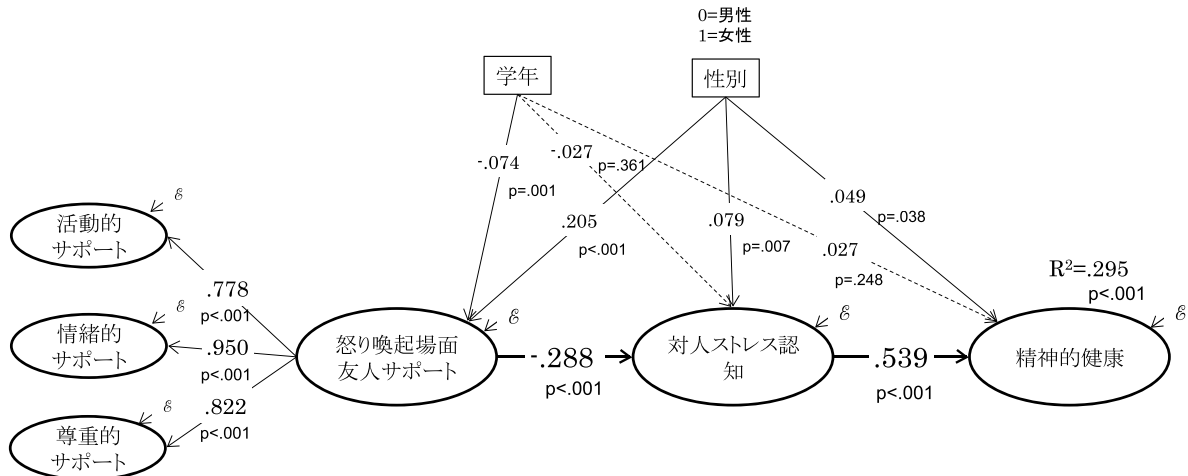 0=男性
1=女性
学年
性別
-.074
p=.001
-.027
p=.361
.205
p<.001
.079
p=.007
.049
p=.038
.027
p=.248
R²=.295
p<.001
ℰ
活動的
サポート
.778
p<.001
ℰ
情緒的
サポート
.950
p<.001
ℰ
尊重的
サポート
.822
p<.001
ℰ
怒り喚起場面
友人サポート
-.288
p<.001
ℰ
対人ストレス認
知
.539
p<.001
ℰ
精神的健康